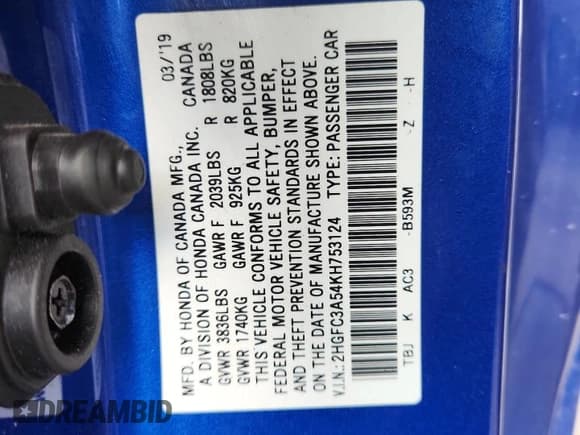 MFD. BY HONDA OF CANADA MFG., 03/'19
A DIVISION OF HONDA CANADA INC. CANADA
GVWR 3836LBS GAWR F 2039LBS R 1808LBS
GVWR 1740KG GAWR F 925KG R 820KG
THIS VEHICLE CONFORMS TO ALL APPLICABLE
FEDERAL MOTOR VEHICLE SAFETY, BUMPER,
AND THEFT PREVENTION STANDARDS IN EFFECT
ON THE DATE OF MANUFACTURE SHOWN ABOVE.
V.I.N.: 2HGFC3A54KH753124 TYPE: PASSENGER CAR
TBJ K AC3 -B593M -Z -H
DREAMBID